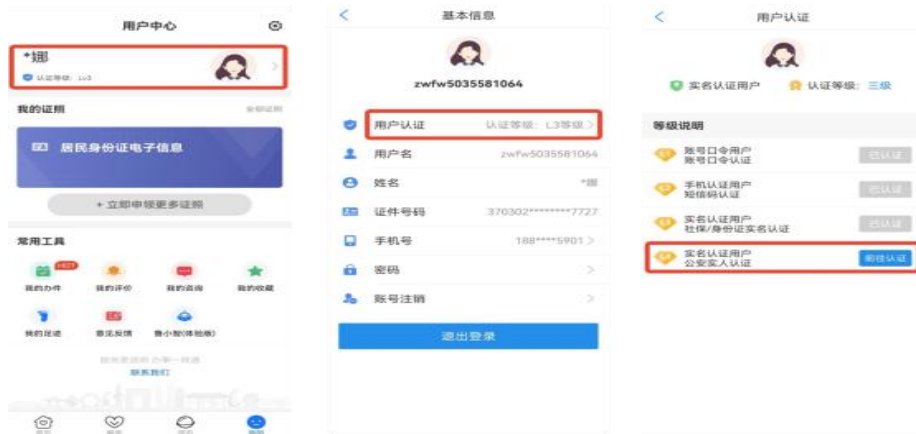 用户中心
*娜
认证等级: Lv3
我的证照
全部证照
居民身份证电子信息
+ 立即申领更多证照
常用工具
HOT
我的办件
我的评价
我的咨询
我的收藏
我的足迹
意见反馈
鲁小智(体验版)
联系我们
基本信息
zwfw5035581064
用户认证
认证等级: L3等级
用户名
zwfw5035581064
姓名
*娜
证件号码
370302********7727
手机号
188****5901
密码
账号注销
退出登录
用户认证
实名认证用户
认证等级: 三级
等级说明
账号口令用户
账号口令认证
已认证
手机认证用户
短信码认证
已认证
实名认证用户
社保/身份证实名认证
已认证
实名认证用户
公安实人认证
前往认证